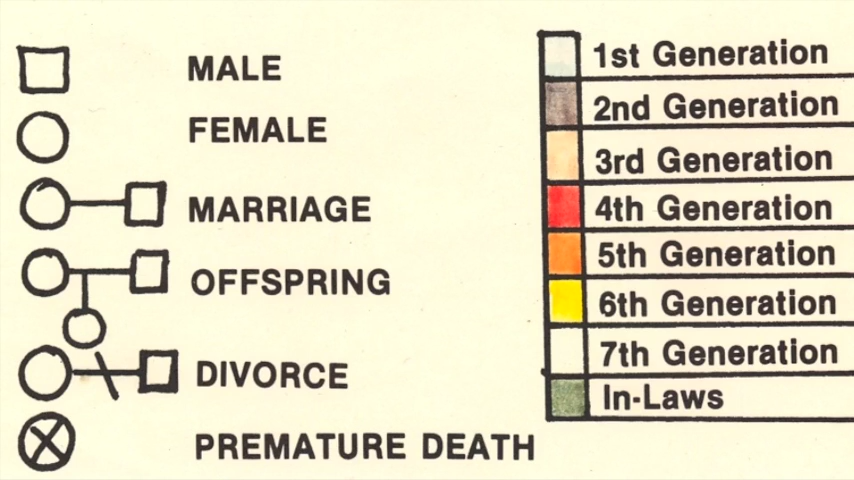 MALE
FEMALE
MARRIAGE
OFFSPRING
DIVORCE
PREMATURE DEATH
1st Generation
2nd Generation
3rd Generation
4th Generation
5th Generation
6th Generation
7th Generation
In-Laws